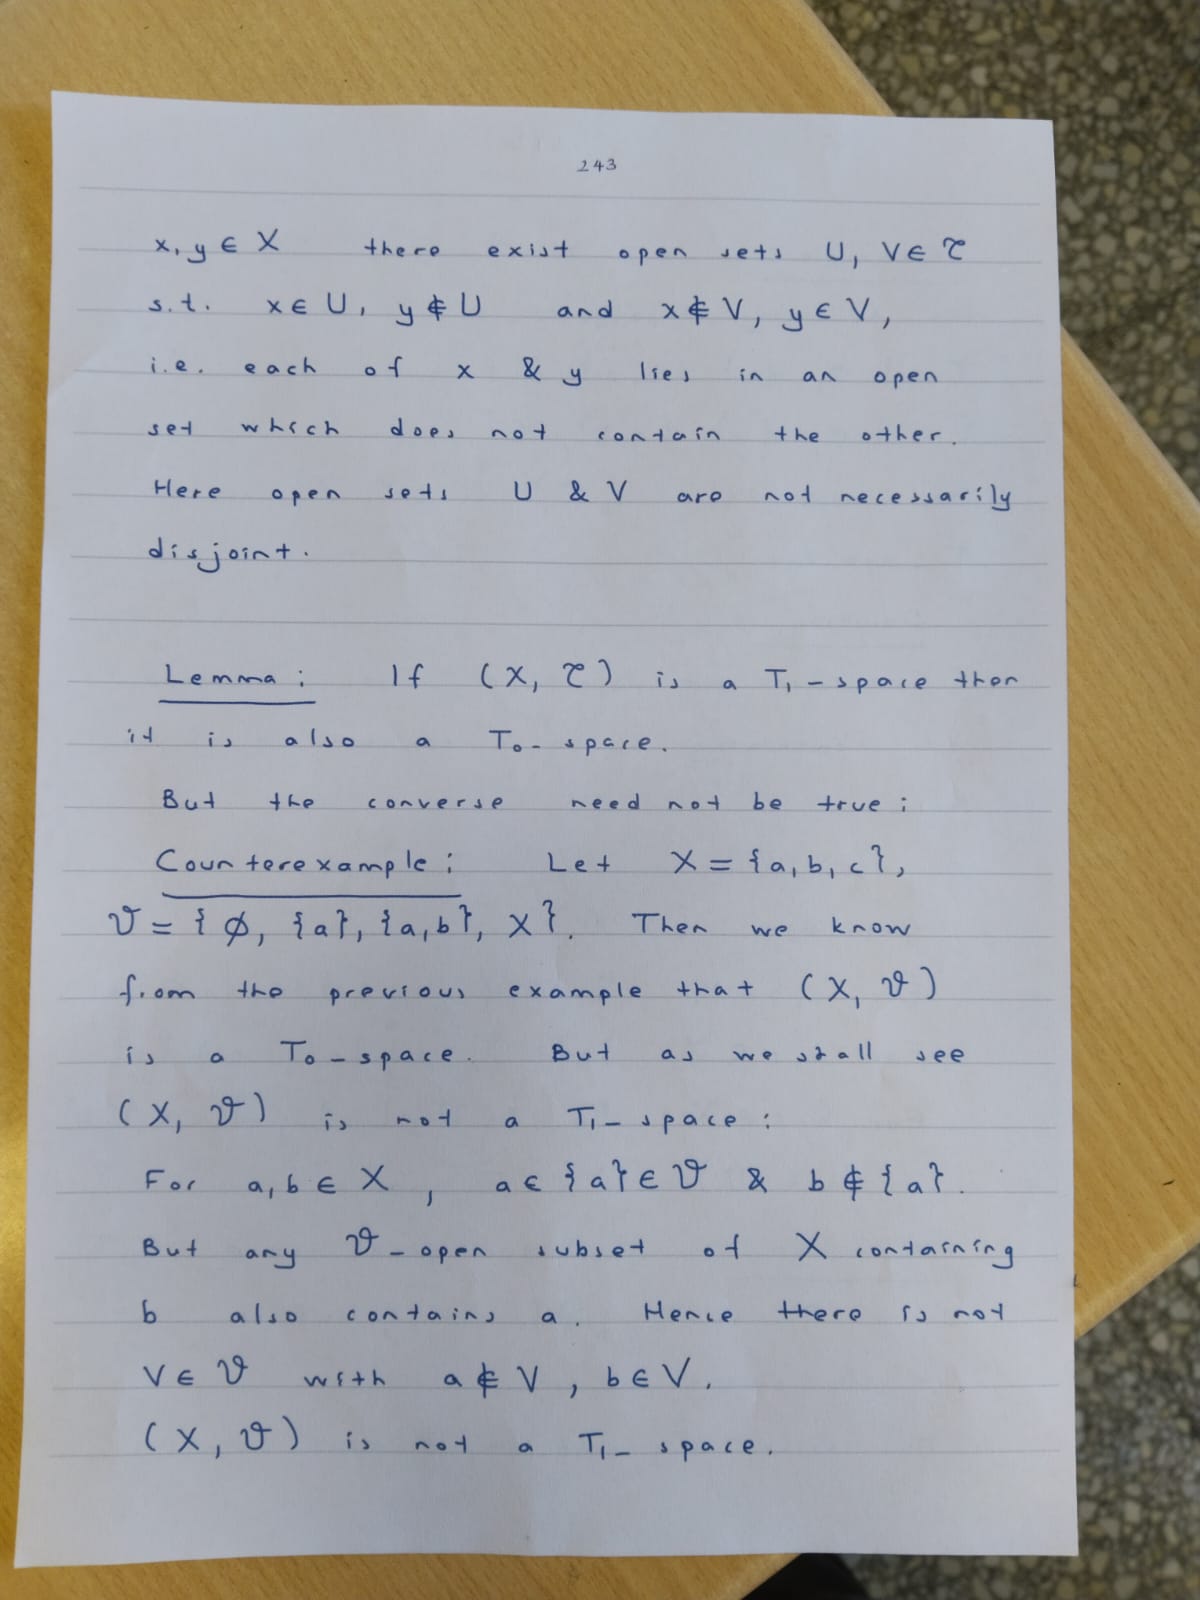 243
x, y ∈ X there exist open sets U, V ∈ τ
s.t. x ∈ U, y ∉ U and x ∉ V, y ∈ V,
i.e. each of x & y lies in an open
set which does not contain the other.
Here open sets U & V are not necessarily
disjoint.
Lemma: If (X, τ) is a T₁-space then
it is also a T₀-space.
But the converse need not be true:
Counterexample: Let X = {a, b, c},
ϑ = {∅, {a}, {a, b}, X}. Then we know
from the previous example that (X, ϑ)
is a T₀-space. But as we shall see
(X, ϑ) is not a T₁-space:
For a, b ∈ X, a ∈ {a} ∈ ϑ & b ∉ {a}.
But any ϑ-open subset of X containing
b also contains a. Hence there is not
V ∈ ϑ with a ∉ V, b ∈ V.
(X, ϑ) is not a T₁-space.